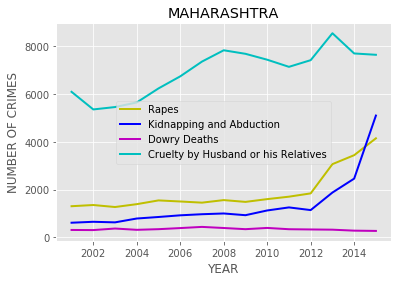 MAHARASHTRA
NUMBER OF CRIMES
8000
6000
4000
2000
0
Rapes
Kidnapping and Abduction
Dowry Deaths
Cruelty by Husband or his Relatives
2002 2004 2006 2008 2010 2012 2014
YEAR